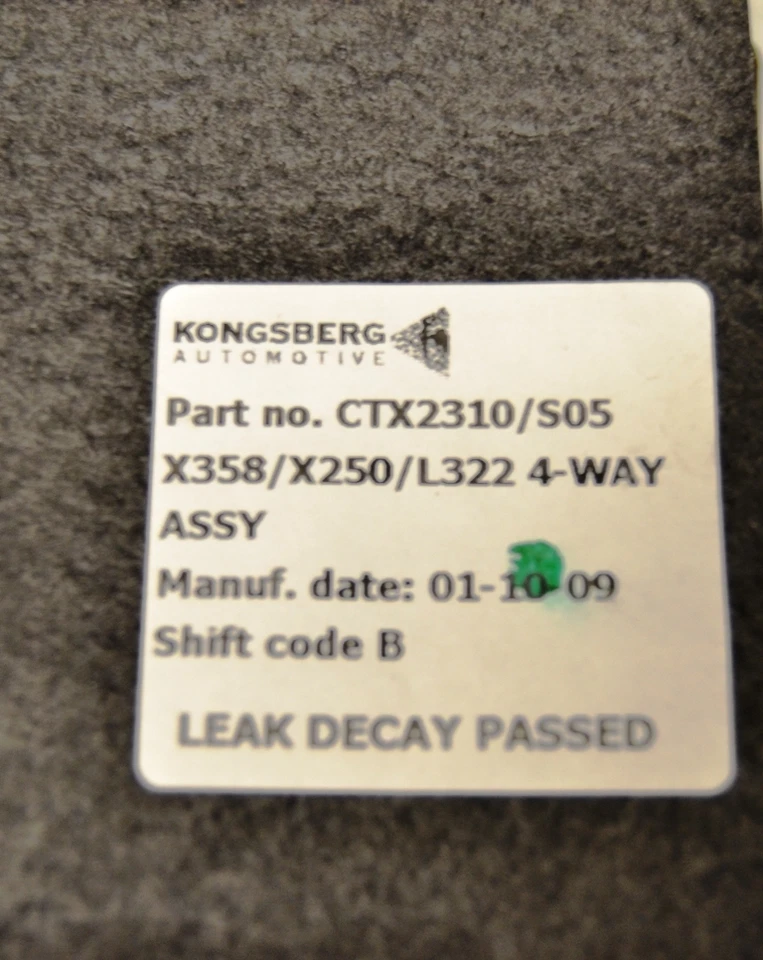 KONGSBERG
AUTOMOTIVE
Part no. CTX2310/S05
X358/X250/L322 4-WAY
ASSY
Manuf. date: 01-10-09
Shift code B
LEAK DECAY PASSED